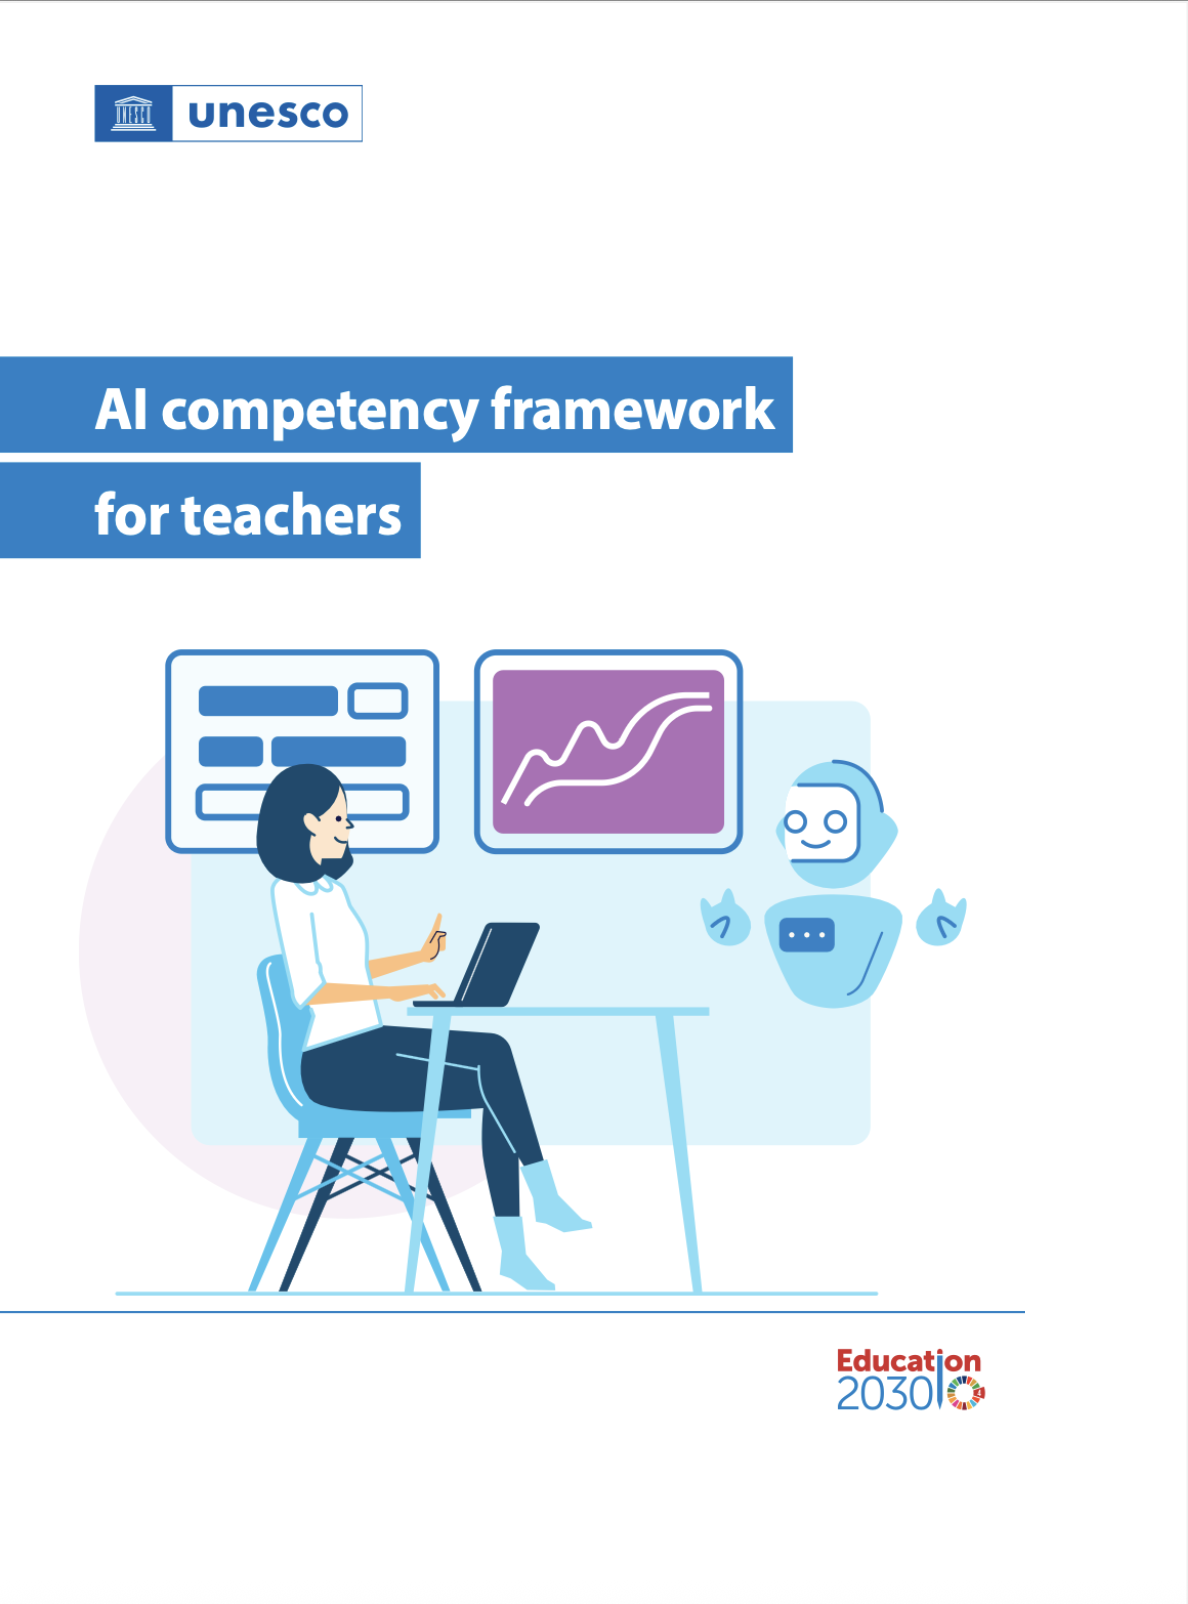 unesco
AI competency framework
for teachers
Education
2030